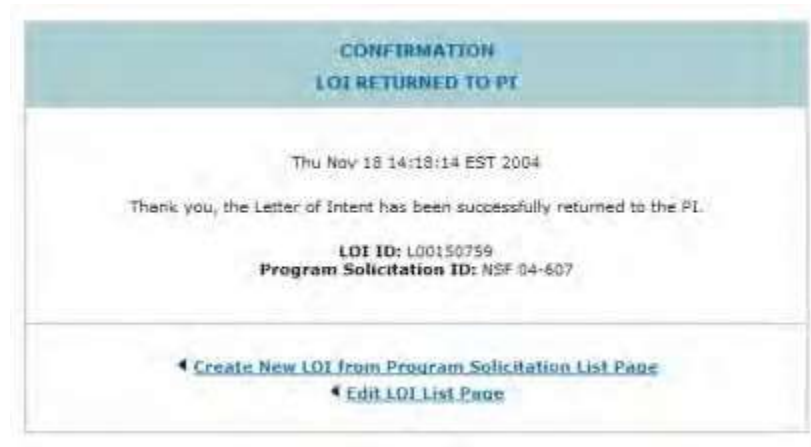 CONFIRMATION
LOI RETURNED TO PI
Thu Nov 18 14:18:14 EST 2004
Thank you, the Letter of Intent has been successfully returned to the PI.
LOI ID: L00150759
Program Solicitation ID: NSF 04-607
Create New LOI from Program Solicitation List Page
Edit LOI List Page